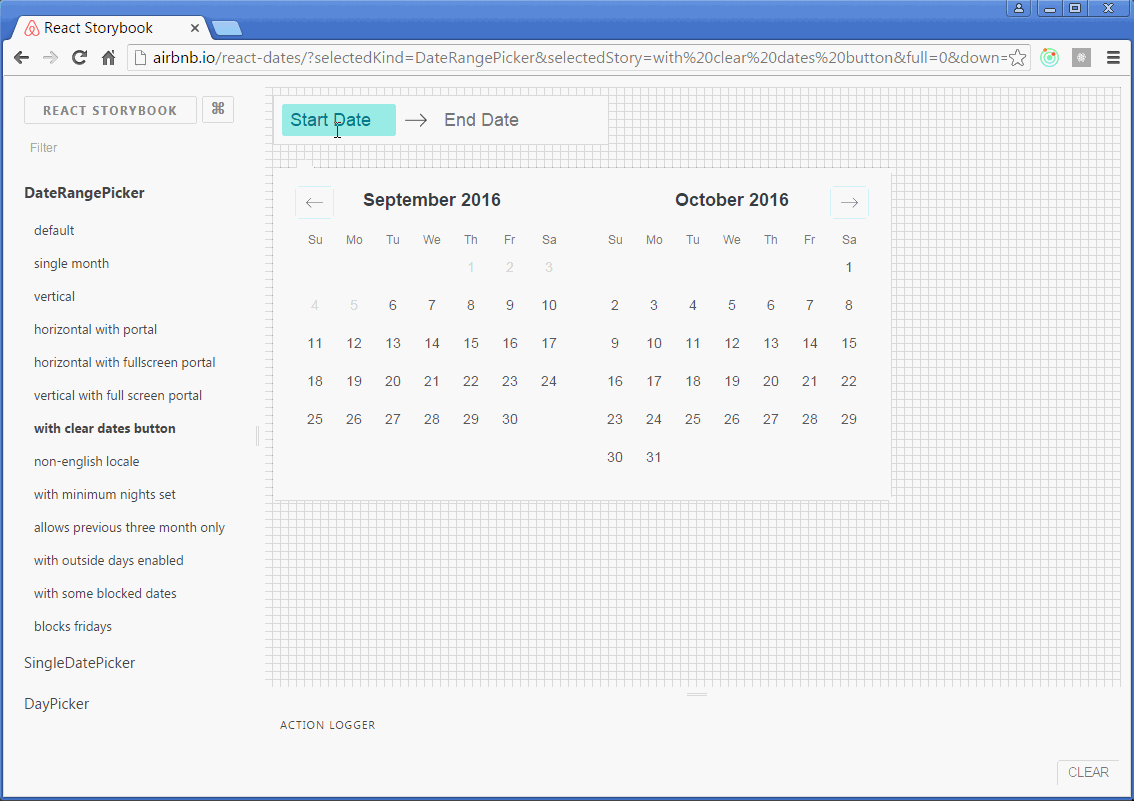 React Storybook
airbnb.io/react-dates/?selectedKind=DateRangePicker&selectedStory=with%20clear%20dates%20button&full=0&down=
REACT STORYBOOK ⌘
Filter
DateRangePicker
default
single month
vertical
horizontal with portal
horizontal with fullscreen portal
vertical with full screen portal
with clear dates button
non-english locale
with minimum nights set
allows previous three month only
with outside days enabled
with some blocked dates
blocks fridays
SingleDatePicker
DayPicker
Start Date → End Date
September 2016
Su Mo Tu We Th Fr Sa
1 2 3
4 5 6 7 8 9 10
11 12 13 14 15 16 17
18 19 20 21 22 23 24
25 26 27 28 29 30
October 2016
Su Mo Tu We Th Fr Sa
1
2 3 4 5 6 7 8
9 10 11 12 13 14 15
16 17 18 19 20 21 22
23 24 25 26 27 28 29
30 31
ACTION LOGGER
CLEAR